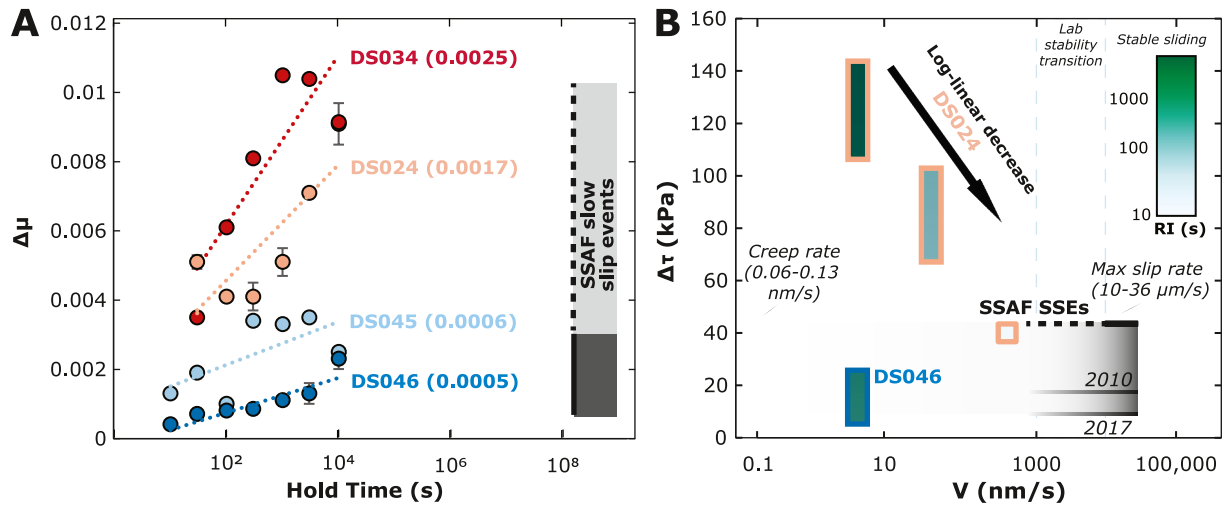 A
0.012
0.01
0.008
0.006
0.004
0.002
0
Δμ
DS034 (0.0025)
DS024 (0.0017)
DS045 (0.0006)
DS046 (0.0005)
SSAF slow
slip events
10²
10⁴
10⁶
10⁸
Hold Time (s)
B
160
140
120
100
80
60
40
20
0
Δτ (kPa)
Log-linear decrease
DS024
Lab
stability
transition
Stable sliding
1000
100
10
RI (s)
Creep rate
(0.06-0.13
nm/s)
Max slip rate
(10-36 μm/s)
SSAF SSEs
DS046
2010
2017
0.1
10
1000
100,000
V (nm/s)